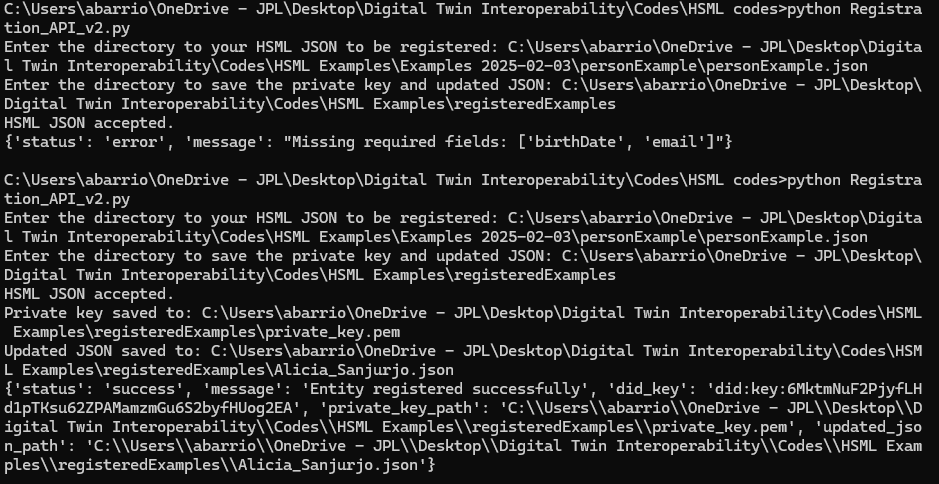 C:\Users\abarrio\OneDrive - JPL\Desktop\Digital Twin Interoperability\Codes\HSML codes>python Registra
tion_API_v2.py
Enter the directory to your HSML JSON to be registered: C:\Users\abarrio\OneDrive - JPL\Desktop\Digita
l Twin Interoperability\Codes\HSML Examples\Examples 2025-02-03\personExample\personExample.json
Enter the directory to save the private key and updated JSON: C:\Users\abarrio\OneDrive - JPL\Desktop\
Digital Twin Interoperability\Codes\HSML Examples\registeredExamples
HSML JSON accepted.
{'status': 'error', 'message': "Missing required fields: ['birthDate', 'email']"}
C:\Users\abarrio\OneDrive - JPL\Desktop\Digital Twin Interoperability\Codes\HSML codes>python Registra
tion_API_v2.py
Enter the directory to your HSML JSON to be registered: C:\Users\abarrio\OneDrive - JPL\Desktop\Digita
l Twin Interoperability\Codes\HSML Examples\Examples 2025-02-03\personExample\personExample.json
Enter the directory to save the private key and updated JSON: C:\Users\abarrio\OneDrive - JPL\Desktop\
Digital Twin Interoperability\Codes\HSML Examples\registeredExamples
HSML JSON accepted.
Private key saved to: C:\Users\abarrio\OneDrive - JPL\Desktop\Digital Twin Interoperability\Codes\HSML
 Examples\registeredExamples\private_key.pem
Updated JSON saved to: C:\Users\abarrio\OneDrive - JPL\Desktop\Digital Twin Interoperability\Codes\HSM
L Examples\registeredExamples\Alicia_Sanjurjo.json
{'status': 'success', 'message': 'Entity registered successfully', 'did_key': 'did:key:6MktmNuF2PjyfLH
d1pTKsu62ZPAMamzmGu6S2byfHUog2EA', 'private_key_path': 'C:\\Users\\abarrio\\OneDrive - JPL\\Desktop\\D
igital Twin Interoperability\\Codes\\HSML Examples\\registeredExamples\\private_key.pem', 'updated_jso
n_path': 'C:\\Users\\abarrio\\OneDrive - JPL\\Desktop\\Digital Twin Interoperability\\Codes\\HSML Exam
ples\\registeredExamples\\Alicia_Sanjurjo.json'}